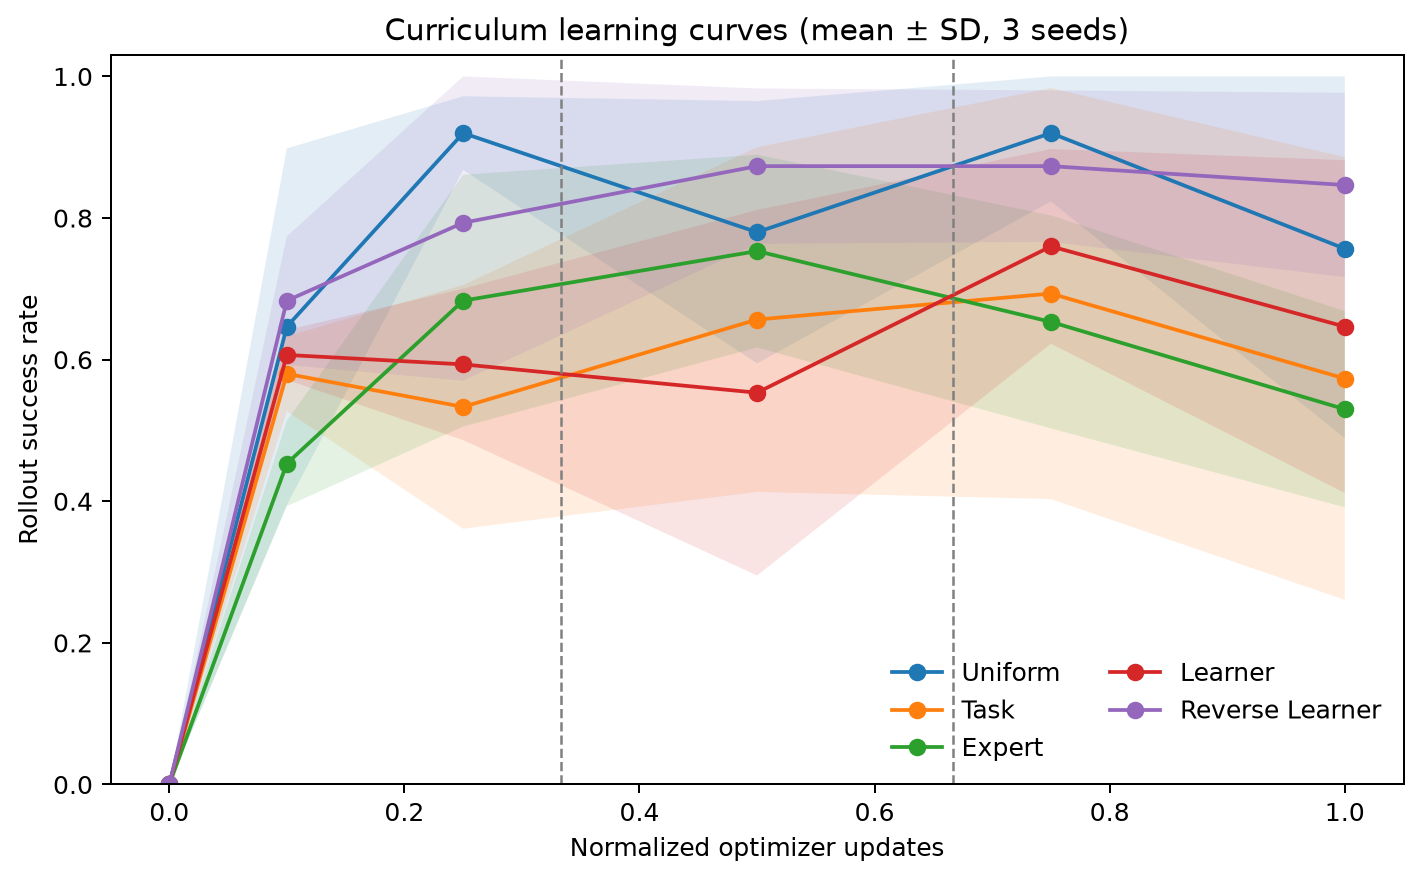 Curriculum learning curves (mean ± SD, 3 seeds)
Rollout success rate
1.0
0.8
0.6
0.4
0.2
0.0
0.0 0.2 0.4 0.6 0.8 1.0
Normalized optimizer updates
Uniform
Task
Expert
Learner
Reverse Learner